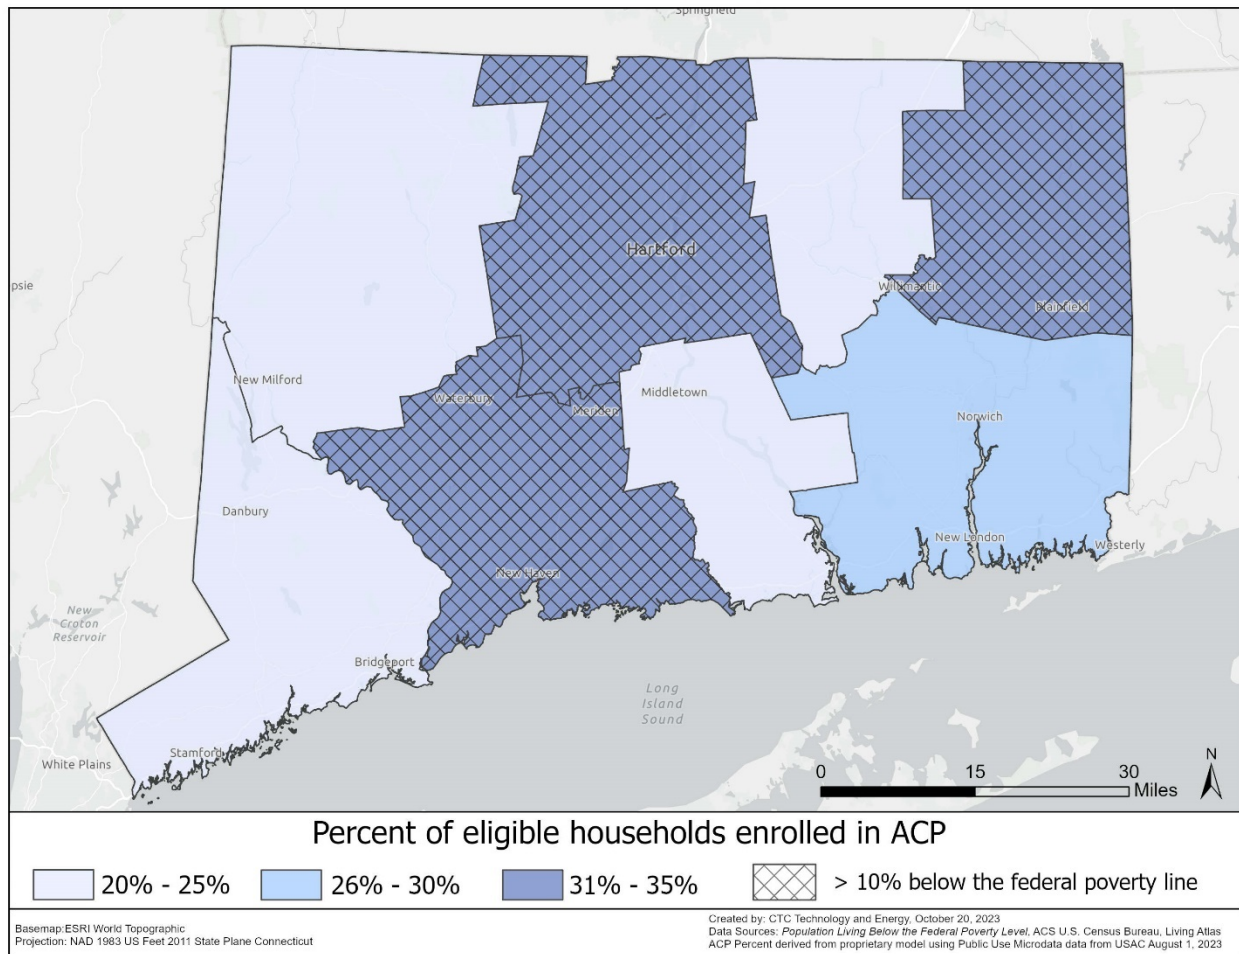 Springfield
Hartford
psie
Willimantic
Plainfield
New Milford
Waterbury
Meriden
Middletown
Norwich
Danbury
New London
Westerly
New Haven
New
Croton
Reservoir
Bridgeport
Long
Island
Sound
Stamford
White Plains
N
0 15 30
Miles
Percent of eligible households enrolled in ACP
20% - 25% 26% - 30% 31% - 35% > 10% below the federal poverty line
Basemap:ESRI World Topographic
Projection: NAD 1983 US Feet 2011 State Plane Connecticut
Created by: CTC Technology and Energy, October 20, 2023
Data Sources: Population Living Below the Federal Poverty Level, ACS U.S. Census Bureau, Living Atlas
ACP Percent derived from proprietary model using Public Use Microdata data from USAC August 1, 2023